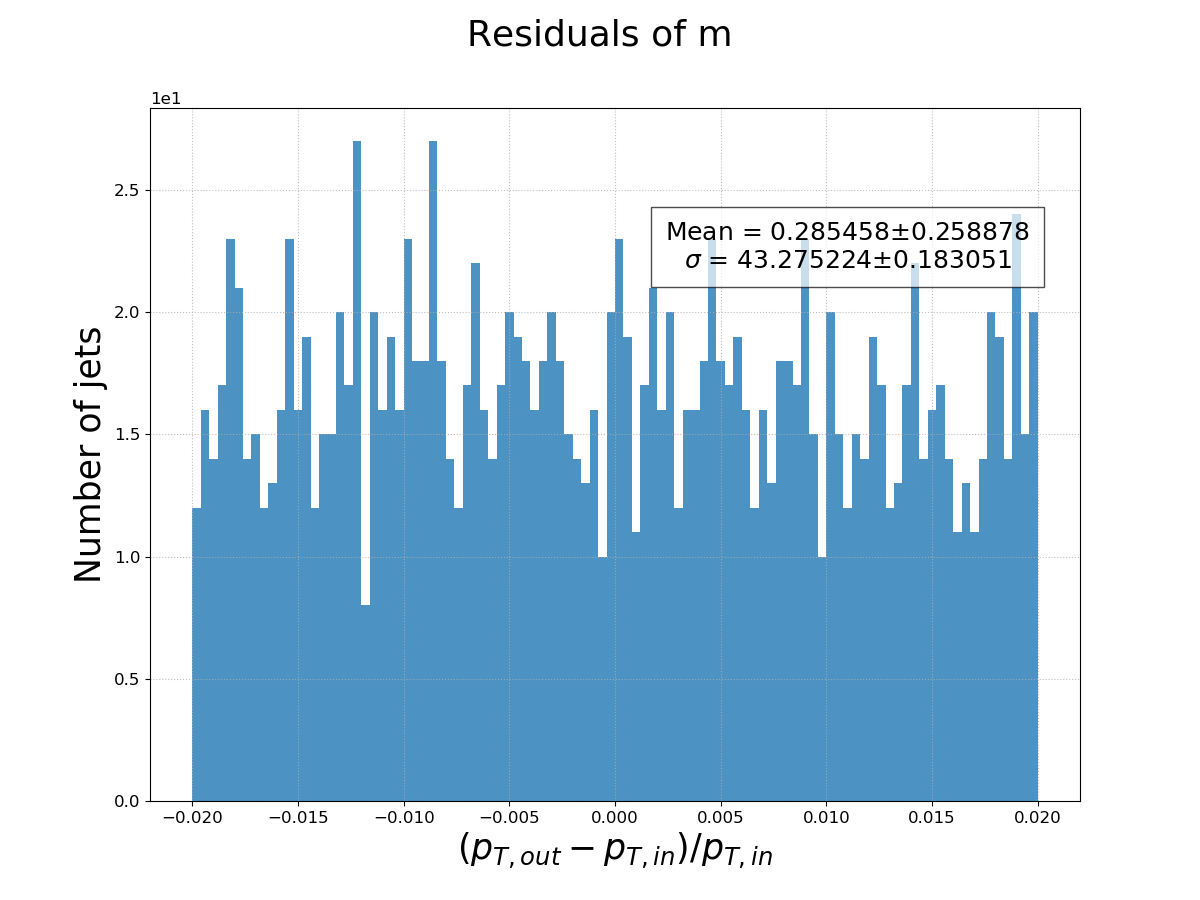 Residuals of m
1e1
2.5
2.0
1.5
1.0
0.5
0.0
Number of jets
Mean = 0.285458±0.258878
σ = 43.275224±0.183051
−0.020 −0.015 −0.010 −0.005 0.000 0.005 0.010 0.015 0.020
(p_{T,out} − p_{T,in})/p_{T,in}